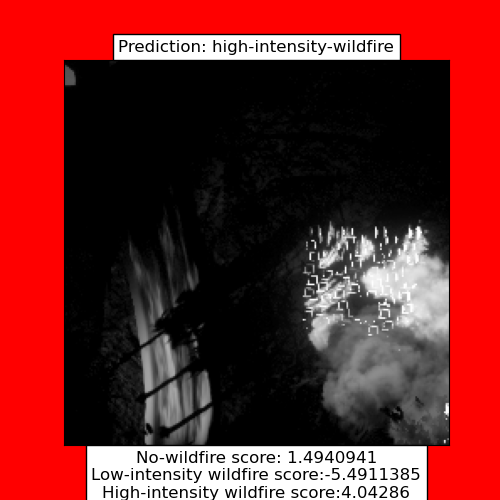 Prediction: high-intensity-wildfire
No-wildfire score: 1.4940941
Low-intensity wildfire score:-5.4911385
High-intensity wildfire score:4.04286